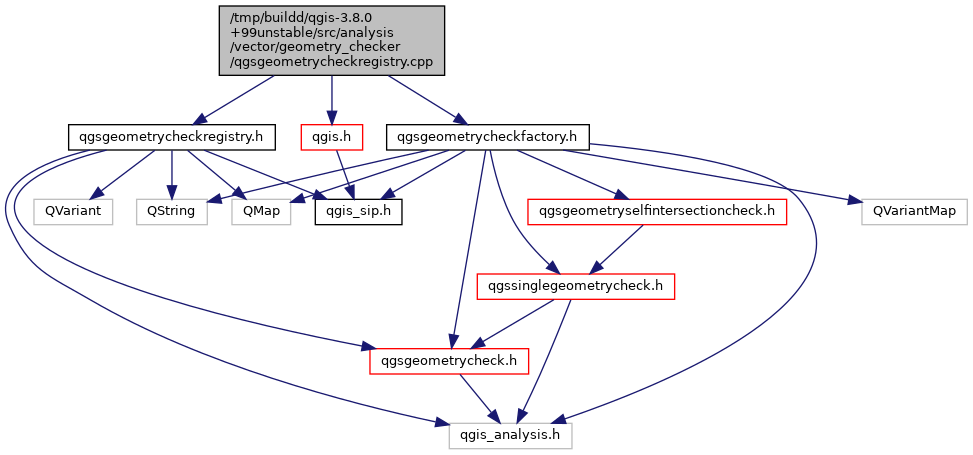 /tmp/buildd/qgis-3.8.0
+99unstable/src/analysis
/vector/geometry_checker
/qgsgeometrycheckregistry.cpp
qgsgeometrycheckregistry.h
qgis.h
qgsgeometrycheckfactory.h
QVariant
QString
QMap
qgis_sip.h
qgsgeometryselfintersectioncheck.h
QVariantMap
qgssinglegeometrycheck.h
qgsgeometrycheck.h
qgis_analysis.h